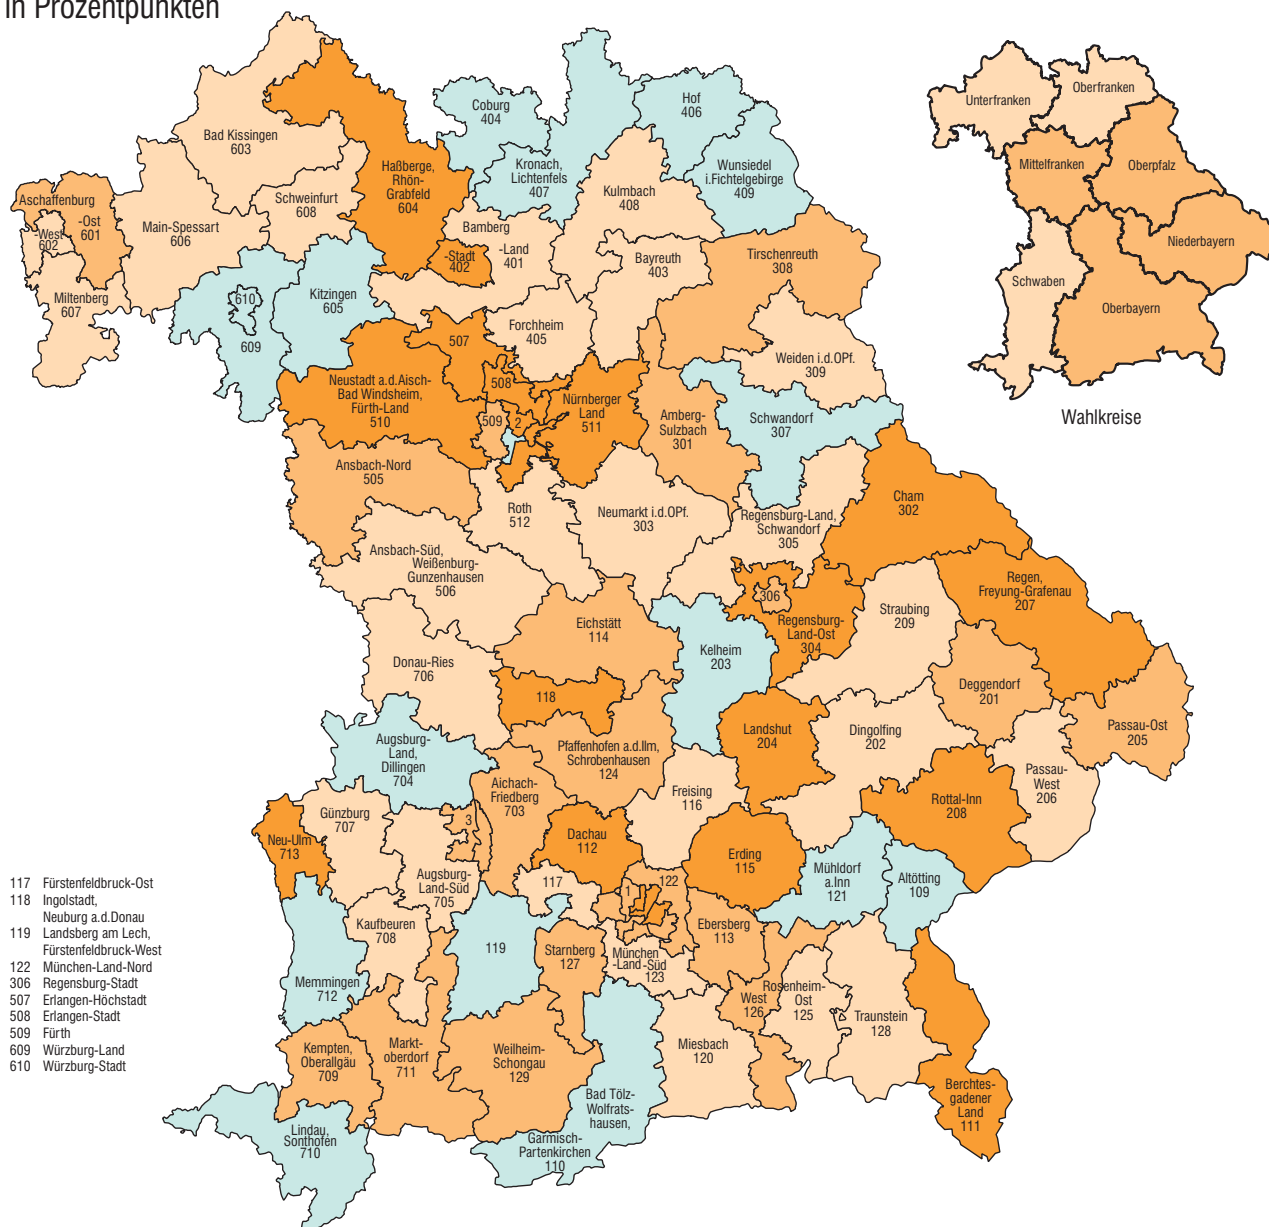 in Prozentpunkten
Coburg
404
Hof
406
Bad Kissingen
603
Haßberge,
Rhön-
Grabfeld
604
Kronach,
Lichtenfels
407
Wunsiedel
i.Fichtelgebirge
409
Kulmbach
408
Schweinfurt
608
Aschaffenburg
-Ost
601
-West
602
Main-Spessart
606
Bamberg
-Land
401
-Stadt
402
Bayreuth
403
Tirschenreuth
308
Miltenberg
607
610
Kitzingen
605
609
Forchheim
405
507
Weiden i.d.OPf.
309
Neustadt a.d.Aisch-
Bad Windsheim,
Fürth-Land
510
508
Nürnberger
Land
511
509
2
Amberg-
Sulzbach
301
Schwandorf
307
Ansbach-Nord
505
Roth
512
Neumarkt i.d.OPf.
303
Regensburg-Land,
Schwandorf
305
Cham
302
Ansbach-Süd,
Weißenburg-
Gunzenhausen
506
306
Regensburg-
Land-Ost
304
Straubing
209
Regen,
Freyung-Grafenau
207
Eichstätt
114
Kelheim
203
Donau-Ries
706
118
Deggendorf
201
Passau-Ost
205
Augsburg-
Land,
Dillingen
704
Pfaffenhofen a.d.Ilm,
Schrobenhausen
124
Landshut
204
Dingolfing
202
Passau-
West
206
Aichach-
Friedberg
703
Freising
116
Rottal-Inn
208
Günzburg
707
3
Neu-Ulm
713
Dachau
112
Erding
115
Mühldorf
a.Inn
121
Altötting
109
Augsburg-
Land-Süd
705
117
1
122
Kaufbeuren
708
119
Starnberg
127
München
-Land-Süd
123
Ebersberg
113
Memmingen
712
Rosenheim-
West
126
Ost
125
Traunstein
128
Kempten,
Oberallgäu
709
Markt-
oberdorf
711
Weilheim-
Schongau
129
Miesbach
120
Bad Tölz-
Wolfrats-
hausen,
Garmisch-
Partenkirchen
110
Berchtes-
gadener
Land
111
Lindau,
Sonthofen
710
Unterfranken
Oberfranken
Mittelfranken
Oberpfalz
Niederbayern
Schwaben
Oberbayern
Wahlkreise
117 Fürstenfeldbruck-Ost
118 Ingolstadt,
Neuburg a.d.Donau
119 Landsberg am Lech,
Fürstenfeldbruck-West
122 München-Land-Nord
306 Regensburg-Stadt
507 Erlangen-Höchstadt
508 Erlangen-Stadt
509 Fürth
609 Würzburg-Land
610 Würzburg-Stadt